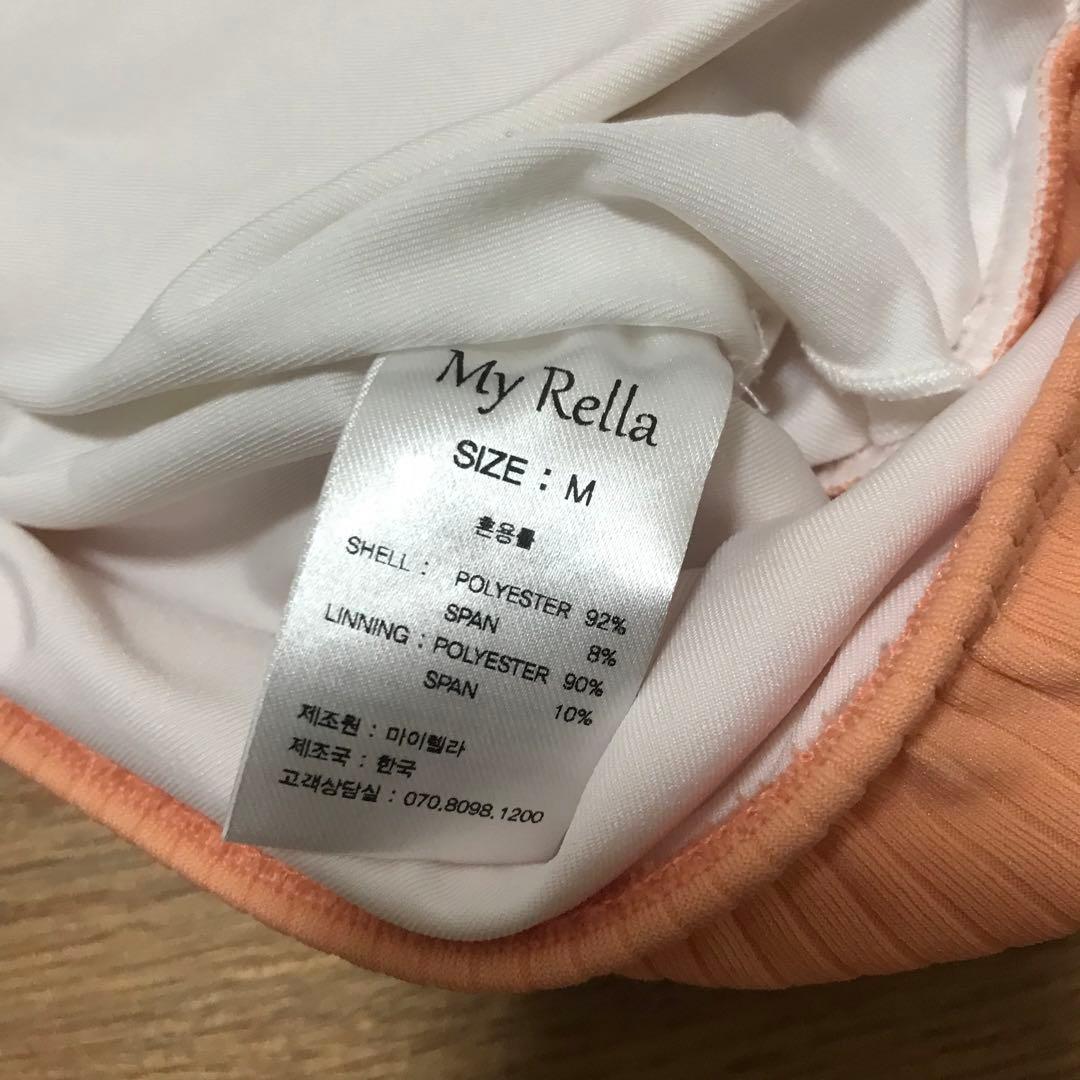 My Rella
SIZE : M
혼용률
SHELL : POLYESTER 92%
SPAN 8%
LINNING : POLYESTER 90%
SPAN 10%
제조원 : 마이렐라
제조국 : 한국
고객상담실 : 070.8098.1200